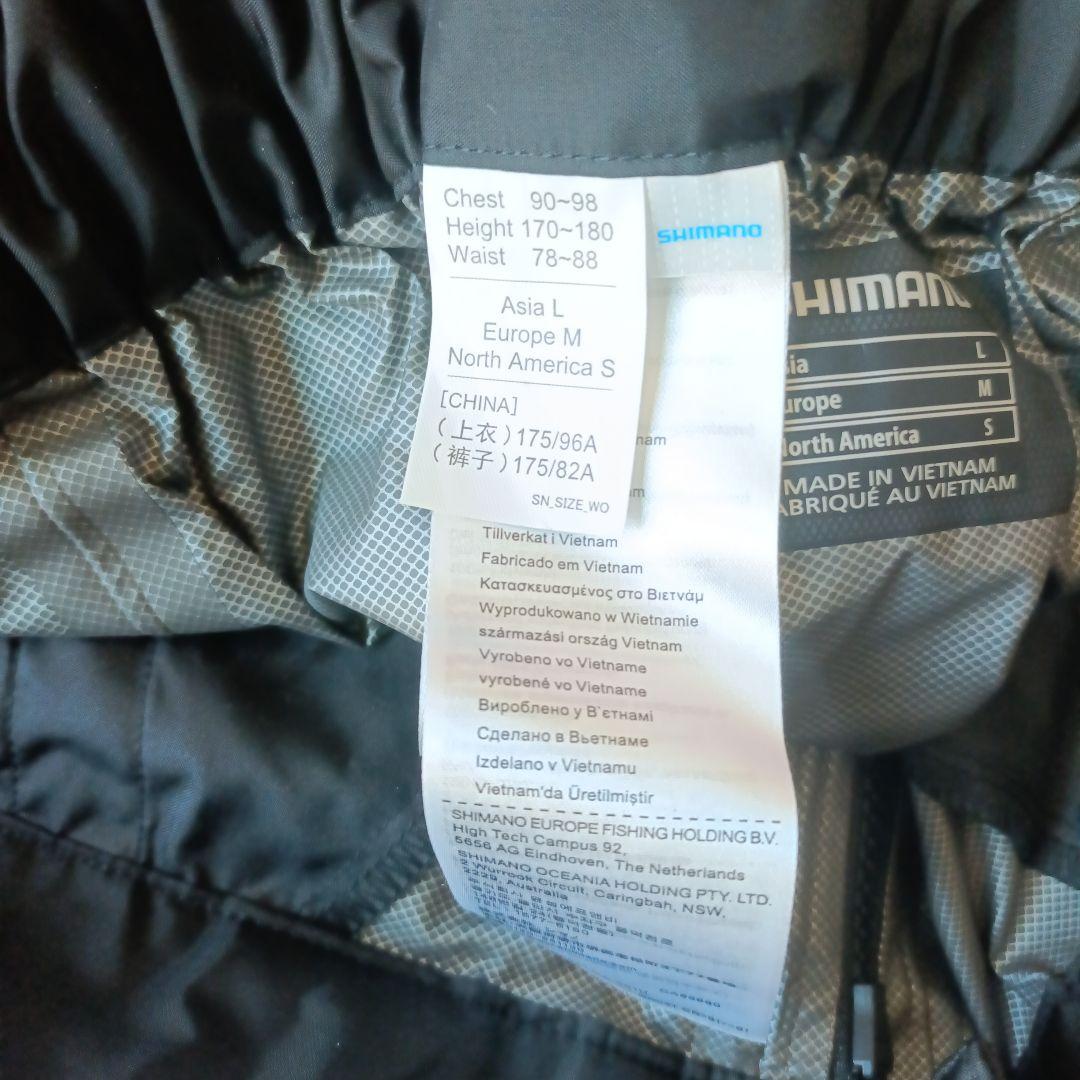 Chest 90~98
Height 170~180
Waist 78~88
Asia L
Europe M
North America S
[CHINA]
(上衣)175/96A
(裤子)175/82A
SN_SIZE_WO
SHIMANO
L
Europe M
North America S
MADE IN VIETNAM
FABRIQUÉ AU VIETNAM
Tillverkat i Vietnam
Fabricado em Vietnam
Κατασκευασμένος στο Βιετνάμ
Wyprodukowano w Wietnamie
származási ország Vietnam
Vyrobeno vo Vietname
vyrobené vo Vietname
Вироблено у В`єтнамі
Сделано в Вьетнаме
Izdelano v Vietnamu
Vietnam'da Üretilmiştir
SHIMANO EUROPE FISHING HOLDING B.V.
High Tech Campus 92,
5656 AG Eindhoven, The Netherlands
SHIMANO OCEANIA HOLDING PTY. LTD.
2 Wurrook Circuit, Caringbah, NSW,
2229, Australia